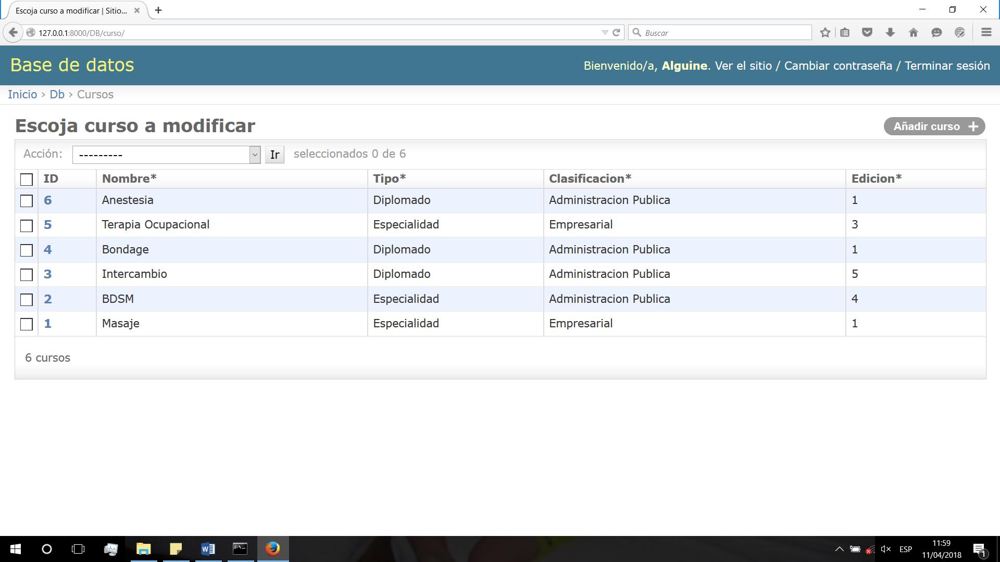 Escoja curso a modificar | Sitio...
127.0.0.1:8000/DB/curso/
Buscar
Base de datos
Bienvenido/a, Alguine. Ver el sitio / Cambiar contraseña / Terminar sesión
Inicio › Db › Cursos
Escoja curso a modificar
Añadir curso +
Acción: --------- Ir seleccionados 0 de 6
ID Nombre* Tipo* Clasificacion* Edicion*
6 Anestesia Diplomado Administracion Publica 1
5 Terapia Ocupacional Especialidad Empresarial 3
4 Bondage Diplomado Administracion Publica 1
3 Intercambio Diplomado Administracion Publica 5
2 BDSM Especialidad Administracion Publica 4
1 Masaje Especialidad Empresarial 1
6 cursos
ESP
11:59
11/04/2018
1